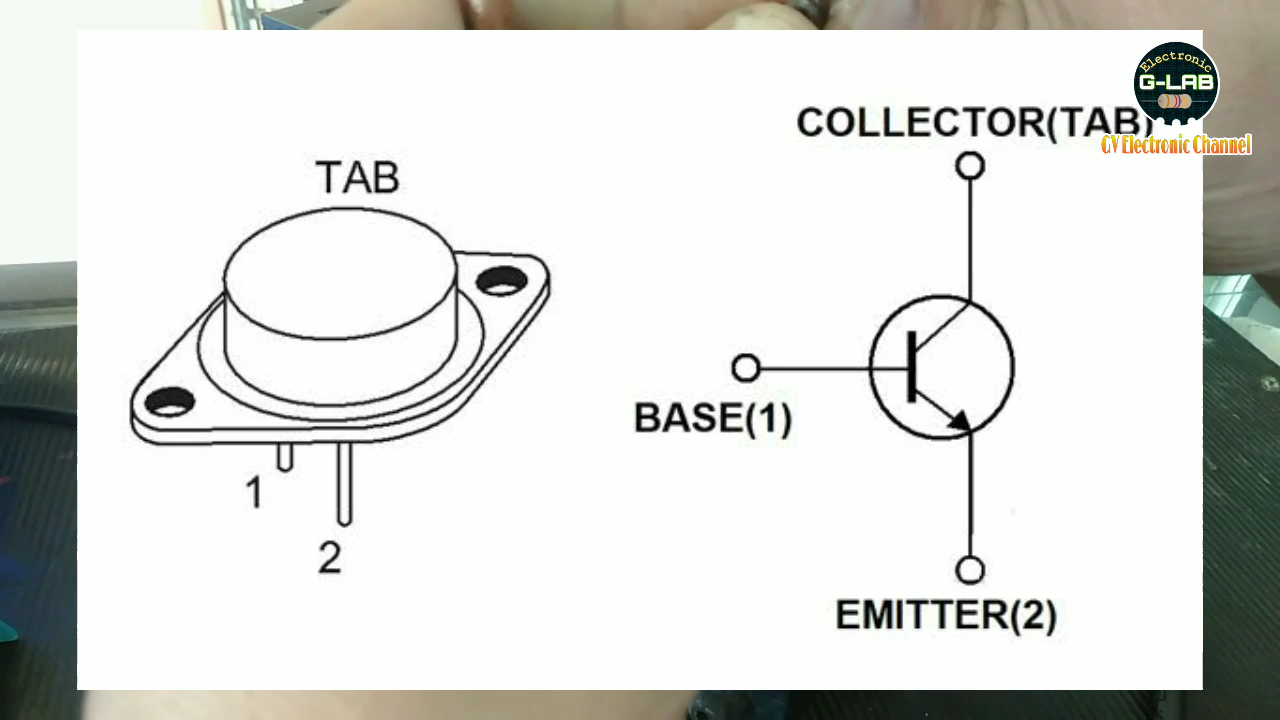 Electronic
G-LAB
CV Electronic Channel
COLLECTOR(TAB)
TAB
BASE(1)
1
2
EMITTER(2)